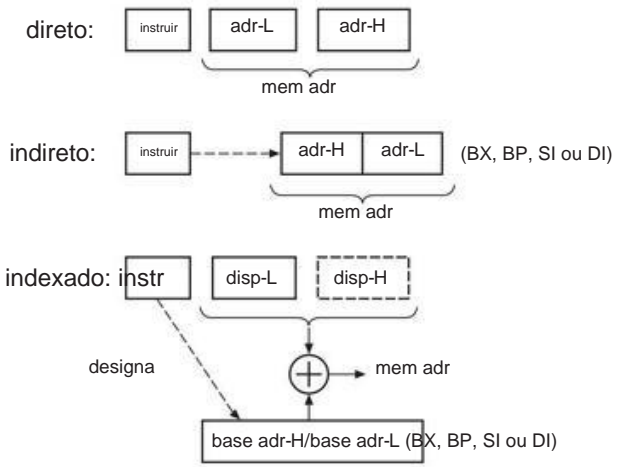 direto: instruir adr-L adr-H
mem adr
indireto: instruir adr-H adr-L (BX, BP, SI ou DI)
mem adr
indexado: instr disp-L disp-H
designa
mem adr
base adr-H/base adr-L (BX, BP, SI ou DI)